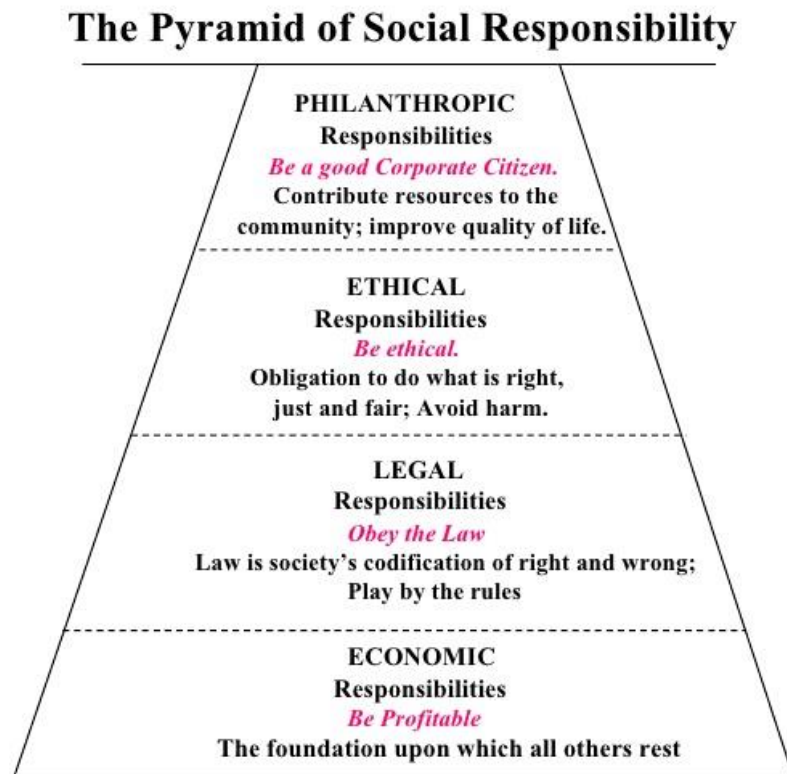 The Pyramid of Social Responsibility
PHILANTHROPIC
Responsibilities
Be a good Corporate Citizen.
Contribute resources to the
community; improve quality of life.
ETHICAL
Responsibilities
Be ethical.
Obligation to do what is right,
just and fair; Avoid harm.
LEGAL
Responsibilities
Obey the Law
Law is society’s codification of right and wrong;
Play by the rules
ECONOMIC
Responsibilities
Be Profitable
The foundation upon which all others rest